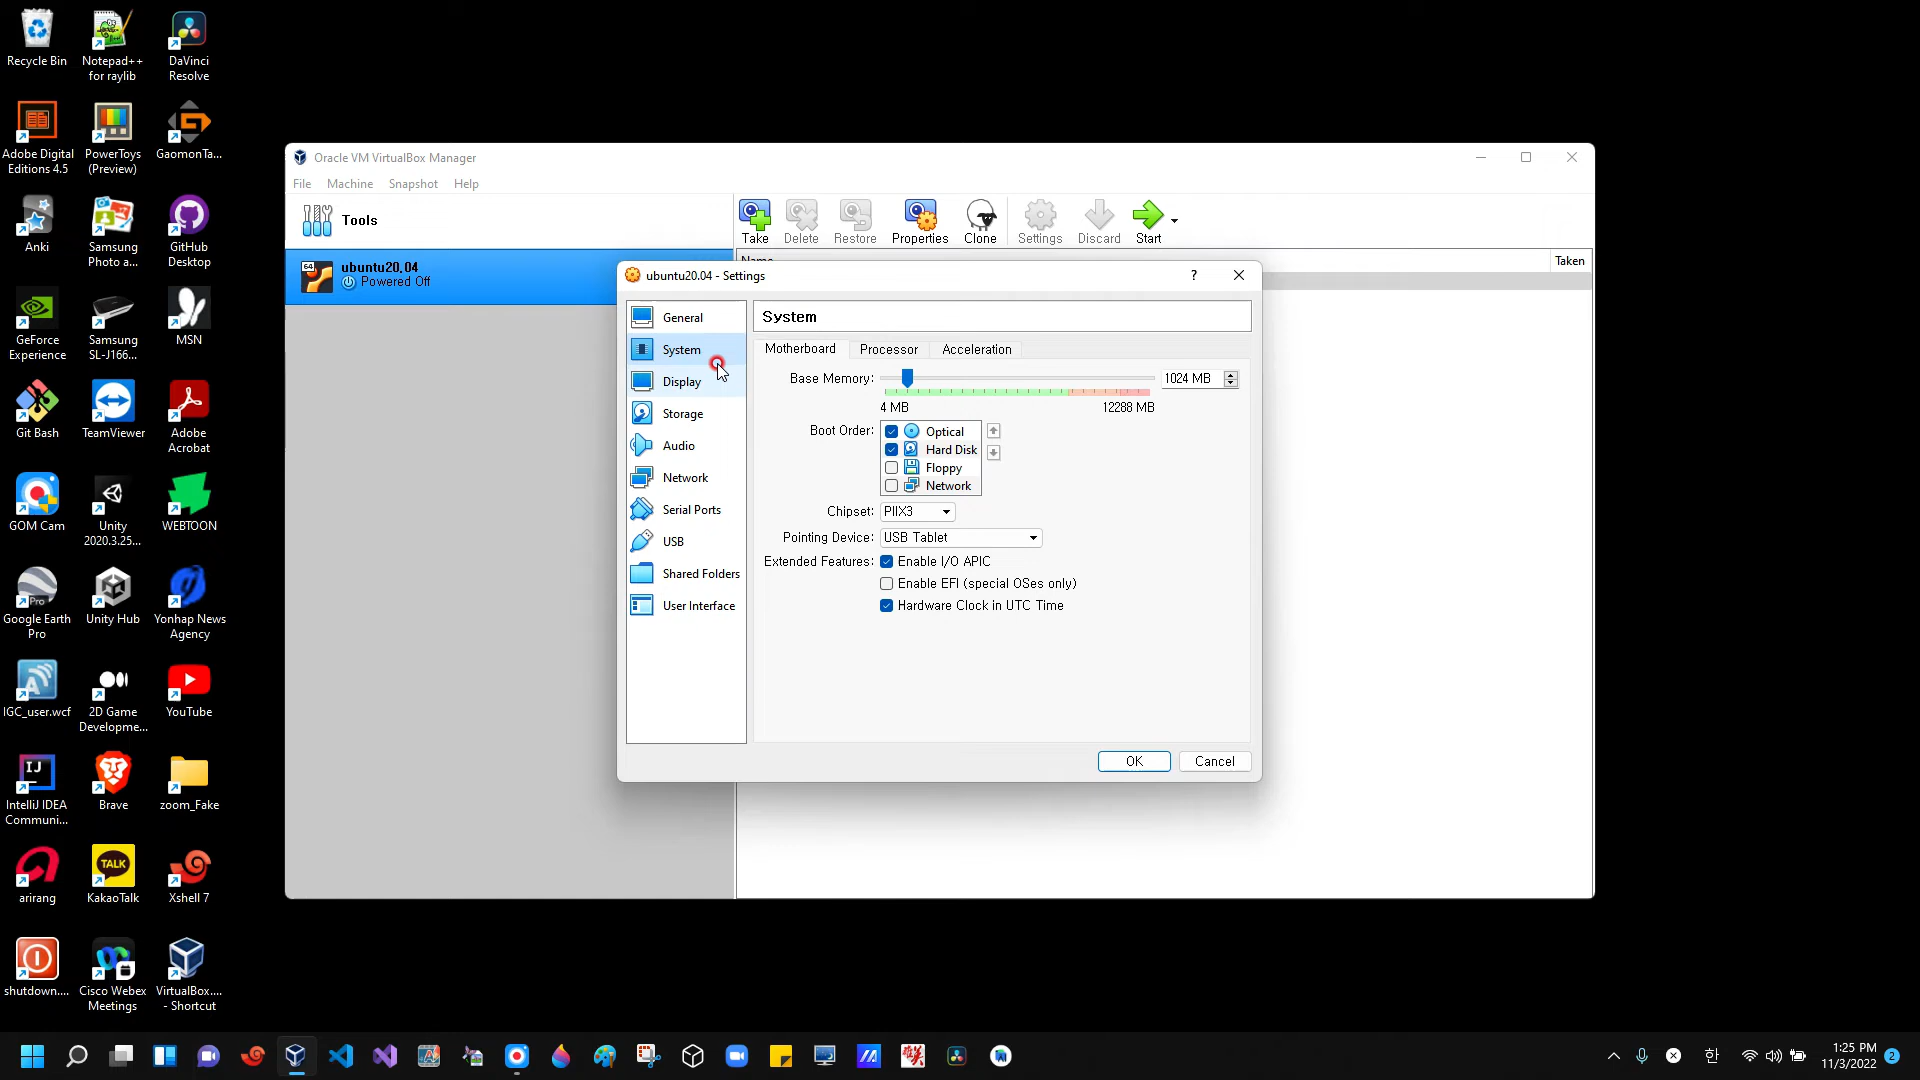 Recycle Bin
Notepad++
for raylib
DaVinci
Resolve
Adobe Digital
Editions 4.5
PowerToys
(Preview)
GaomonTa...
Anki
Samsung
Photo a...
GitHub
Desktop
GeForce
Experience
Samsung
SL-J166...
MSN
Git Bash
TeamViewer
Adobe
Acrobat
GOM Cam
Unity
2020.3.25...
WEBTOON
Pro
Google Earth
Pro
Unity Hub
Yonhap News
Agency
IGC_user.wcf
2D Game
Developme...
YouTube
IJ
IntelliJ IDEA
Communi...
Brave
zoom_Fake
arirang
TALK
KakaoTalk
Xshell 7
shutdown....
Cisco Webex
Meetings
VirtualBox....
- Shortcut
Oracle VM VirtualBox Manager
File Machine Snapshot Help
Tools
Take Delete Restore Properties Clone Settings Discard Start
64
ubuntu20.04
Powered Off
Name
Taken
ubuntu20.04 - Settings
?
General
System
Display
Storage
Audio
Network
Serial Ports
USB
Shared Folders
User Interface
System
Motherboard Processor Acceleration
Base Memory: 1024 MB
4 MB 12288 MB
Boot Order: Optical
Hard Disk
Floppy
Network
Chipset: PIIX3
Pointing Device: USB Tablet
Extended Features: Enable I/O APIC
Enable EFI (special OSes only)
Hardware Clock in UTC Time
OK Cancel
한
1:25 PM
11/3/2022
2